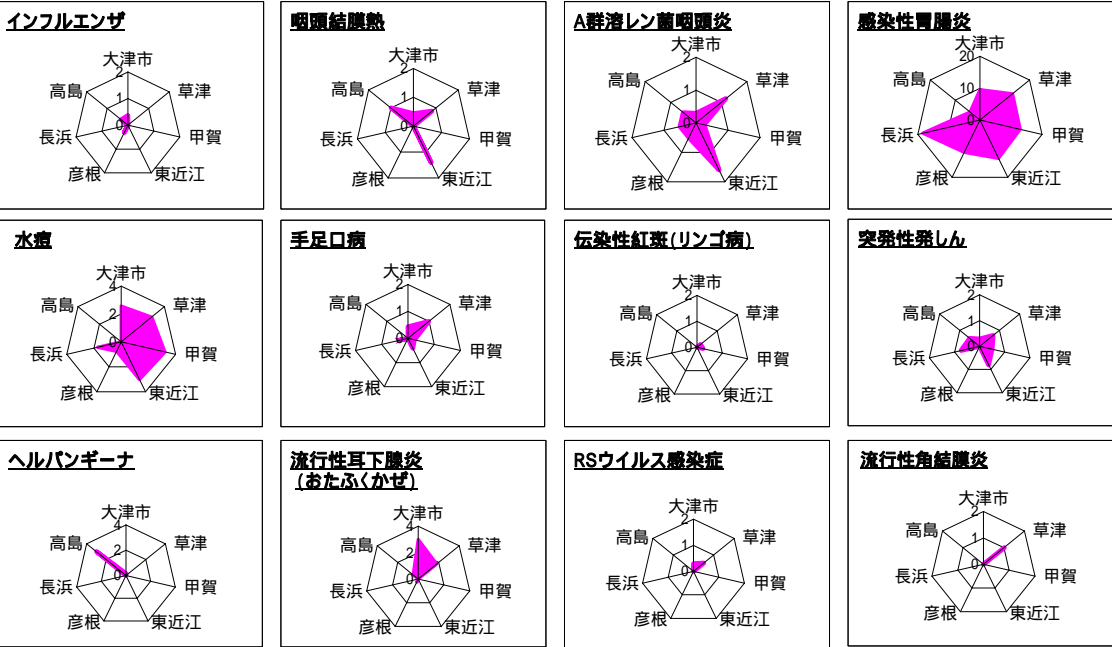 インフルエンザ
大津市
2
1
0
草津
甲賀
東近江
彦根
長浜
高島
咽頭結膜熱
大津市
2
1
0
草津
甲賀
東近江
彦根
長浜
高島
A群溶レン菌咽頭炎
大津市
2
1
0
草津
甲賀
東近江
彦根
長浜
高島
感染性胃腸炎
大津市
20
10
0
草津
甲賀
東近江
彦根
長浜
高島
水痘
大津市
4
2
0
草津
甲賀
東近江
彦根
長浜
高島
手足口病
大津市
2
1
0
草津
甲賀
東近江
彦根
長浜
高島
伝染性紅斑(リンゴ病)
大津市
2
1
0
草津
甲賀
東近江
彦根
長浜
高島
突発性発しん
大津市
2
1
0
草津
甲賀
東近江
彦根
長浜
高島
ヘルパンギーナ
大津市
4
2
0
草津
甲賀
東近江
彦根
長浜
高島
流行性耳下腺炎
(おたふくかぜ)
大津市
4
2
0
草津
甲賀
東近江
彦根
長浜
高島
RSウイルス感染症
大津市
2
1
0
草津
甲賀
東近江
彦根
長浜
高島
流行性角結膜炎
大津市
2
1
0
草津
甲賀
東近江
彦根
長浜
高島